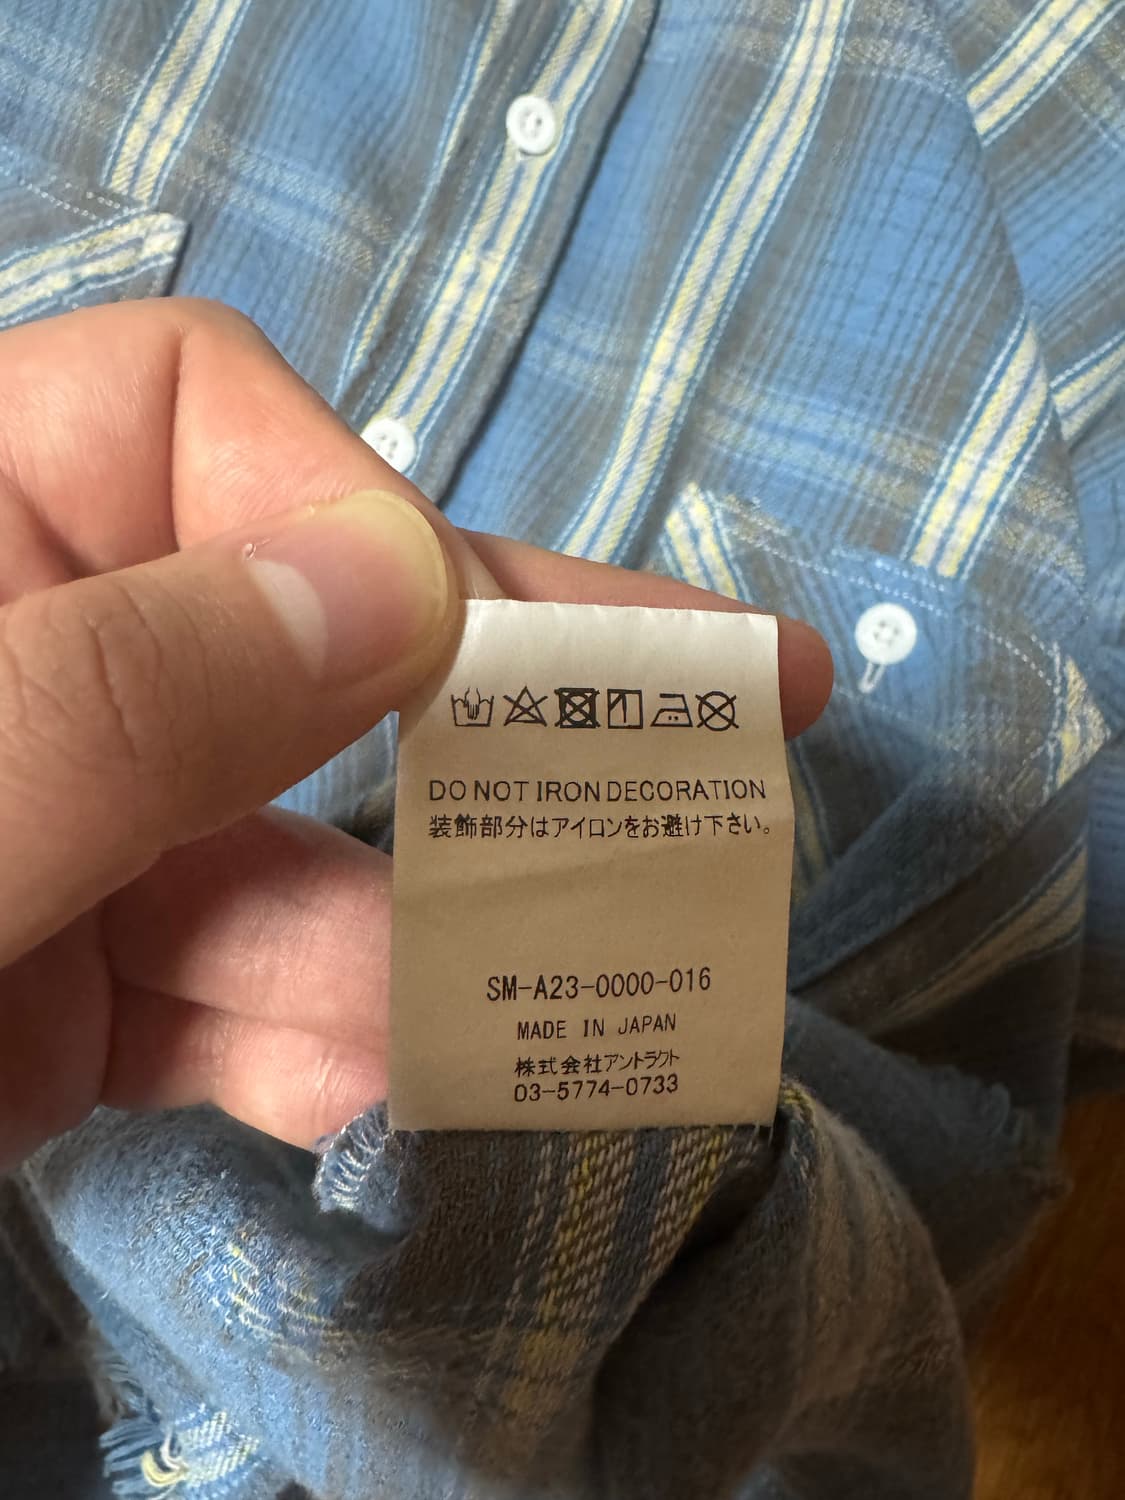 DO NOT IRON DECORATION
装飾部分はアイロンをお避け下さい。
SM-A23-0000-016
MADE IN JAPAN
株式会社アントラクト
03-5774-0733